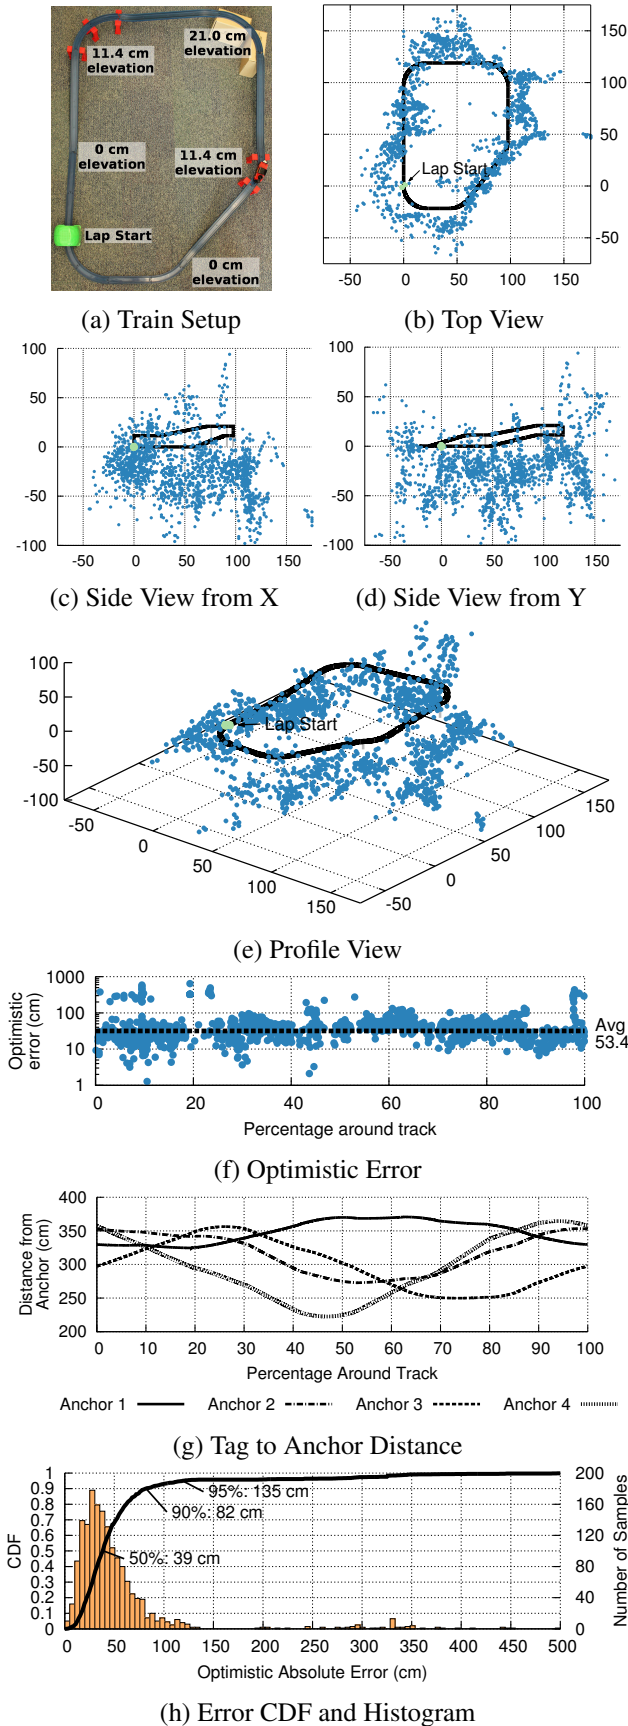 11.4 cm
elevation
21.0 cm
elevation
0 cm
elevation
11.4 cm
elevation
Lap Start
0 cm
elevation
(a) Train Setup
150
100
50
0
-50
Lap Start
-50 0 50 100 150
(b) Top View
100
50
0
-50
-100
-50 0 50 100 150
(c) Side View from X
100
50
0
-50
-100
-50 0 50 100 150
(d) Side View from Y
100
50
0
-50
-100
Lap Start
-50
0
50
100
150
-50
0
50
100
150
(e) Profile View
Optimistic
error (cm)
1000
100
10
1
Avg
53.4
0 20 40 60 80 100
Percentage around track
(f) Optimistic Error
Distance from
Anchor (cm)
400
350
300
250
200
0 10 20 30 40 50 60 70 80 90 100
Percentage Around Track
Anchor 1 Anchor 2 Anchor 3 Anchor 4
(g) Tag to Anchor Distance
CDF
1
0.9
0.8
0.7
0.6
0.5
0.4
0.3
0.2
0.1
0
95%: 135 cm
90%: 82 cm
50%: 39 cm
200
160
120
80
40
0
Number of Samples
0 50 100 150 200 250 300 350 400 450 500
Optimistic Absolute Error (cm)
(h) Error CDF and Histogram